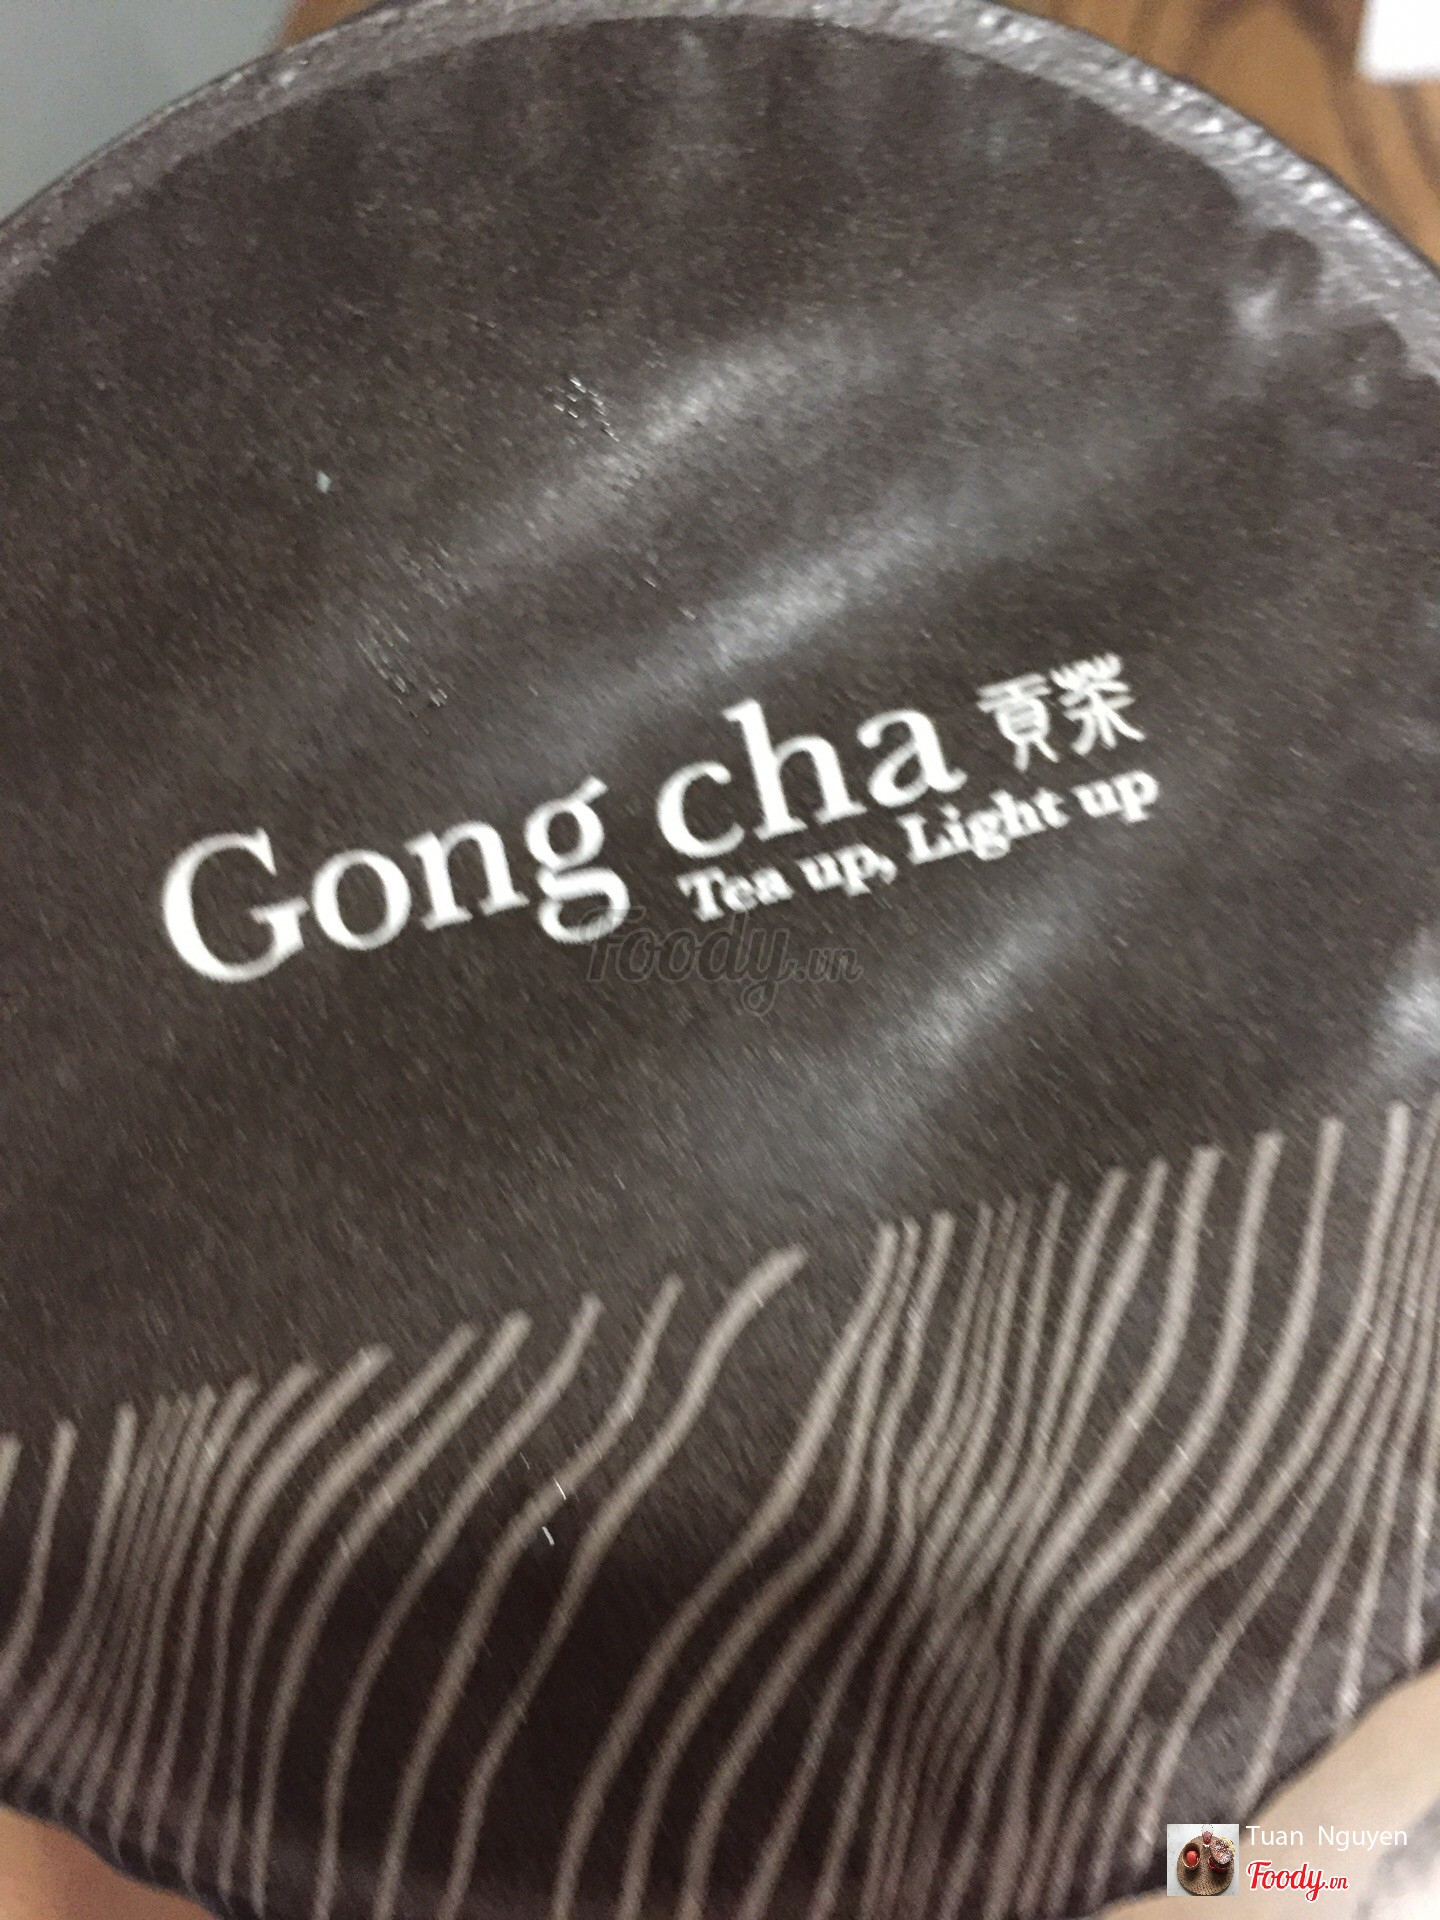 Gong cha 貢茶
Tea up, Light up
Foody.vn
Tuan Nguyen
Foody.vn